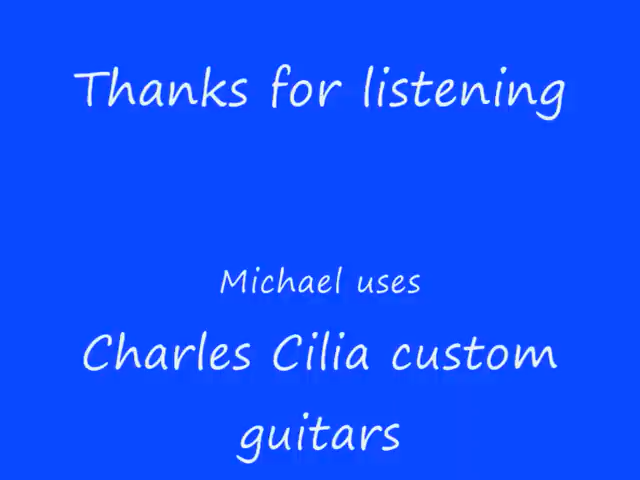 Thanks for listening
Michael uses
Charles Cilia custom
guitars